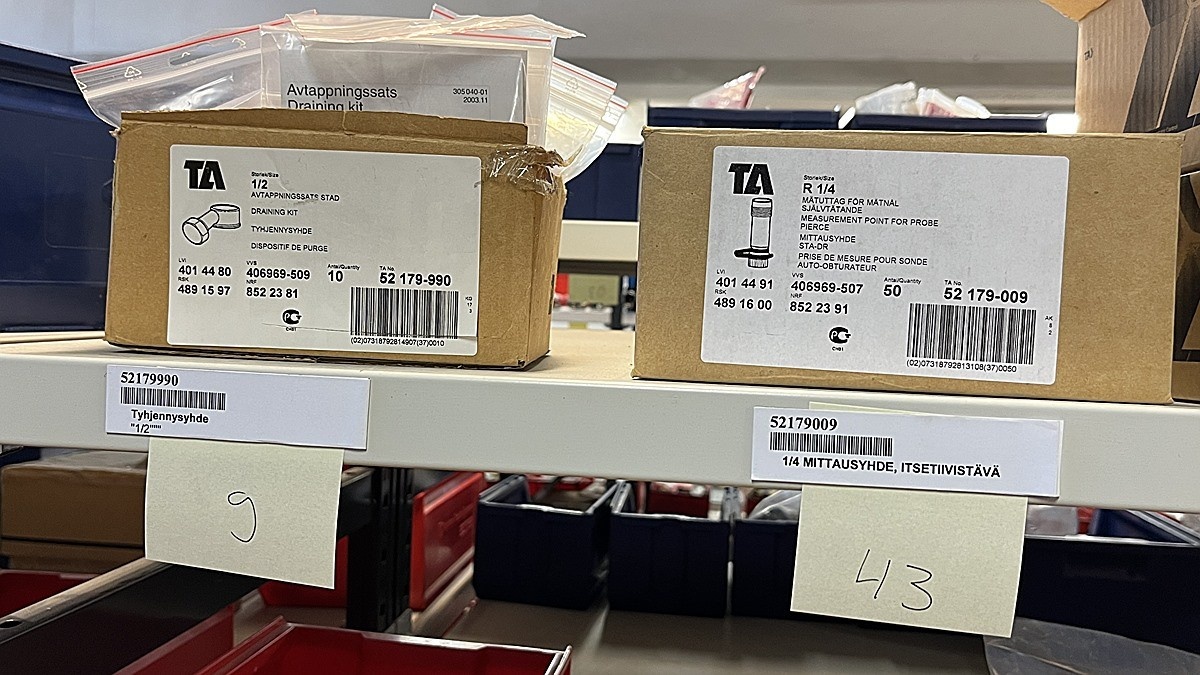 Avtappningssats
Draining kit
305040-01
2003.11
TA
Storlek/Size
1/2
AVTAPPNINGSSATS STAD
DRAINING KIT
TYHJENNYSYHDE
DISPOSITIF DE PURGE
LVI
401 44 80
VVS
406969-509
Antal/Quantity
10
TA No.
52 179-990
RSK
489 15 97
NRF
852 23 81
(02)07318792814907(37)0010
TA
Storlek/Size
R 1/4
MÄTUTTAG FÖR MÄTNÅL
SJÄLVTÄTANDE
MEASUREMENT POINT FOR PROBE
PIERCE
MITTAUSYHDE
STA-DR
PRISE DE MESURE POUR SONDE
AUTO-OBTURATEUR
LVI
401 44 91
VVS
406969-507
Antal/Quantity
50
TA No.
52 179-009
RSK
489 16 00
NRF
852 23 91
(02)07318792813108(37)0050
52179990
Tyhjennysyhde
"1/2"""
9
52179009
1/4 MITTAUSYHDE, ITSETIIVISTÄVÄ
43